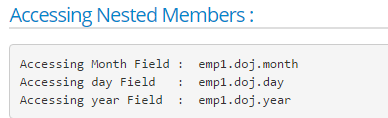 Accessing Nested Members :
Accessing Month Field :  emp1.doj.month
Accessing day Field   :  emp1.doj.day
Accessing year Field  :  emp1.doj.year